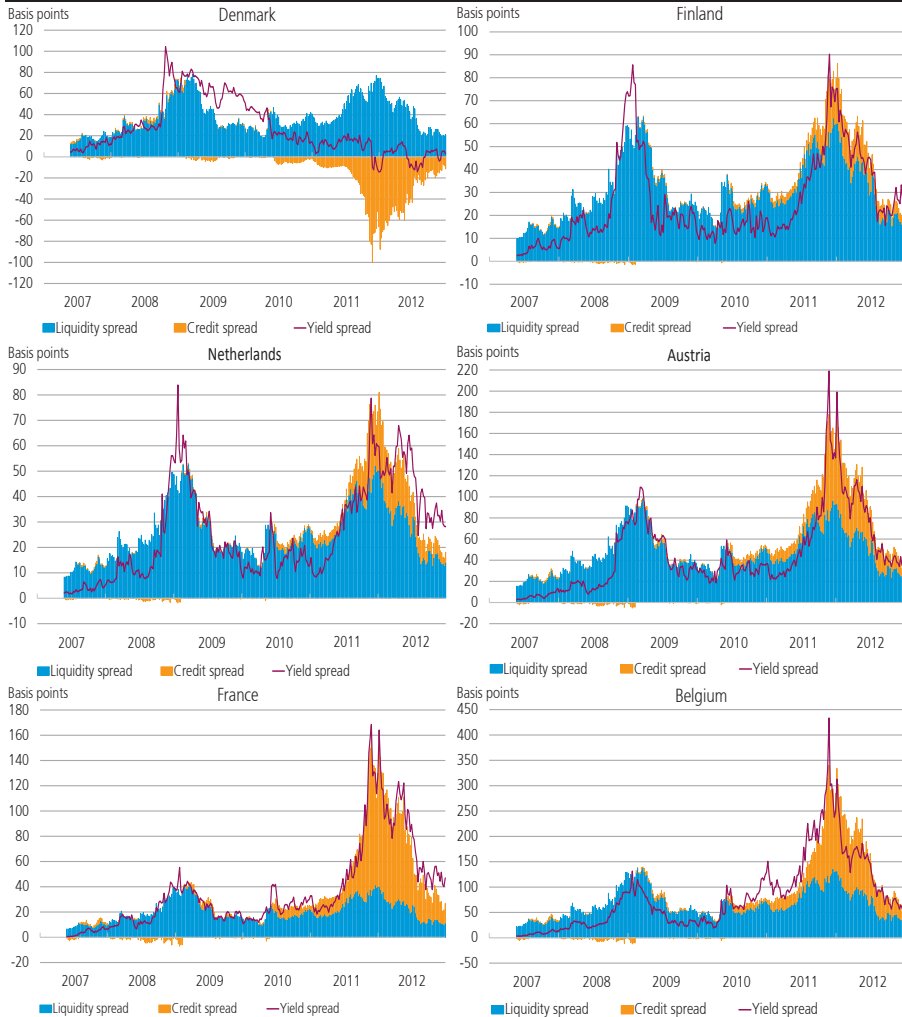 Basis points
Denmark
120
100
80
60
40
20
0
-20
-40
-60
-80
-100
-120
2007 2008 2009 2010 2011 2012
Liquidity spread Credit spread Yield spread
Basis points
Finland
100
90
80
70
60
50
40
30
20
10
0
-10
2007 2008 2009 2010 2011 2012
Liquidity spread Credit spread Yield spread
Basis points
Netherlands
90
80
70
60
50
40
30
20
10
0
-10
2007 2008 2009 2010 2011 2012
Liquidity spread Credit spread Yield spread
Basis points
Austria
220
200
180
160
140
120
100
80
60
40
20
0
-20
2007 2008 2009 2010 2011 2012
Liquidity spread Credit spread Yield spread
Basis points
France
180
160
140
120
100
80
60
40
20
0
-20
2007 2008 2009 2010 2011 2012
Liquidity spread Credit spread Yield spread
Basis points
Belgium
450
400
350
300
250
200
150
100
50
0
-50
2007 2008 2009 2010 2011 2012
Liquidity spread Credit spread Yield spread